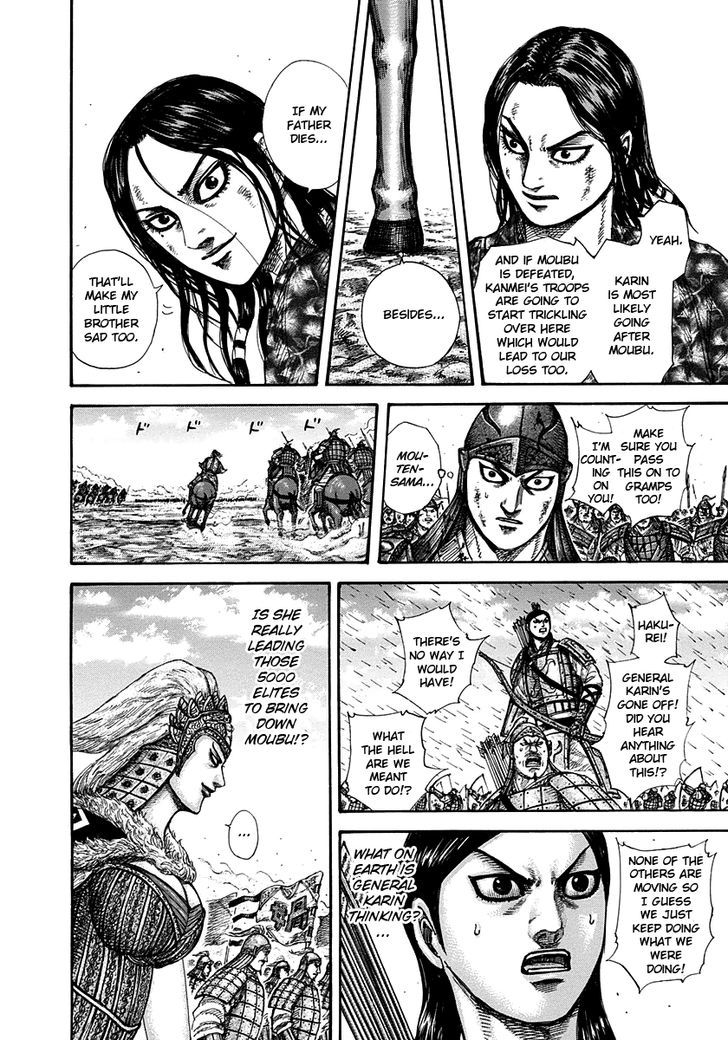 YEAH.
KARIN
IS MOST
LIKELY
GOING
AFTER
MOUBU.
AND IF MOUBU
IS DEFEATED,
KANMEI'S TROOPS
ARE GOING TO
START TRICKLING
OVER HERE
WHICH WOULD
LEAD TO OUR
LOSS TOO.
BESIDES...
IF MY
FATHER
DIES...
THAT'LL
MAKE MY
LITTLE
BROTHER
SAD TOO.
MAKE
SURE YOU
PASS
THIS ON TO
GRAMPS
TOO!
I'M
COUNT-
ING
ON
YOU!
MOU-
TEN-
SAMA...
ド ド ド
HAKU-
REI!
GENERAL
KARIN'S
GONE OFF!
DID YOU
HEAR
ANYTHING
ABOUT
THIS!?
THERE'S
NO WAY I
WOULD
HAVE!
WHAT
THE HELL
ARE WE
MEANT
TO DO!?
IS SHE
REALLY
LEADING
THOSE
5000
ELITES
TO BRING
DOWN
MOUBU!?
...
NONE OF THE
OTHERS
ARE
MOVING SO
I GUESS
WE JUST
KEEP DOING
WHAT WE
WERE
DOING!
WHAT ON
EARTH IS
GENERAL
KARIN
THINKING?
...